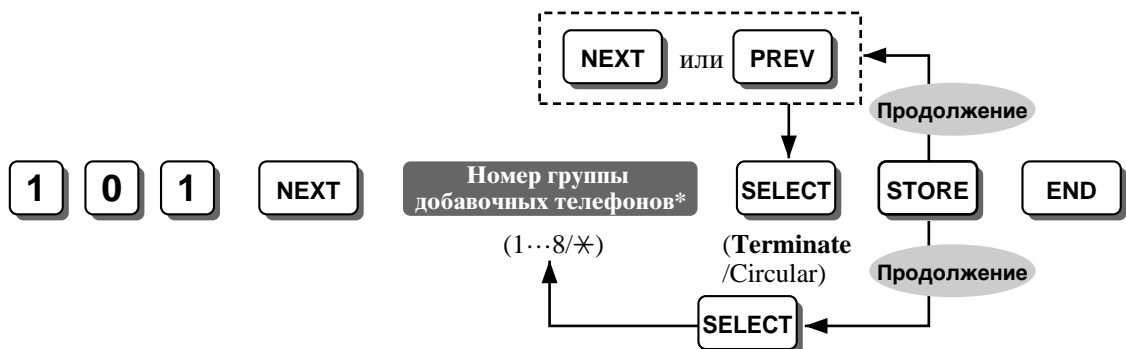 NEXT или PREV
Продолжение
1 0 1 NEXT Номер группы добавочных телефонов* SELECT STORE END
(1···8/✳) (Terminate /Circular)
Продолжение
SELECT